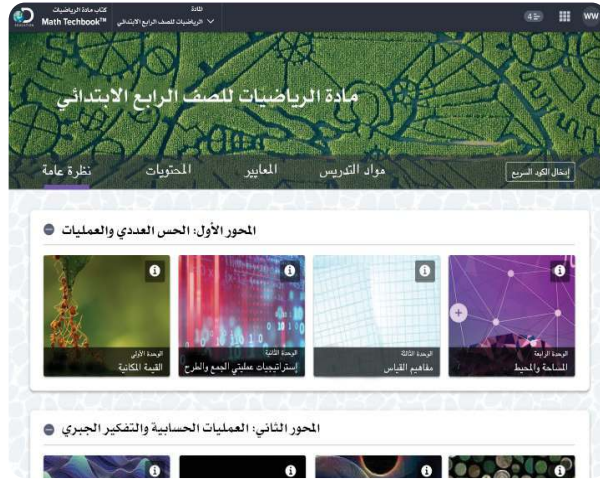 كتاب مادة الرياضيات
Math Techbook™
المادة
الرياضيات للصف الرابع الابتدائي
WW
مادة الرياضيات للصف الرابع الابتدائي
نظرة عامة
المحتويات
المعايير
مواد التدريس
إدخال الكود السريع
المحور الأول: الحس العددي والعمليات
الوحدة الأولى
القيمة المكانية
الوحدة الثانية
إستراتيجيات عمليتي الجمع والطرح
الوحدة الثالثة
مفاهيم القياس
الوحدة الرابعة
المساحة والمحيط
المحور الثاني: العمليات الحسابية والتفكير الجبري